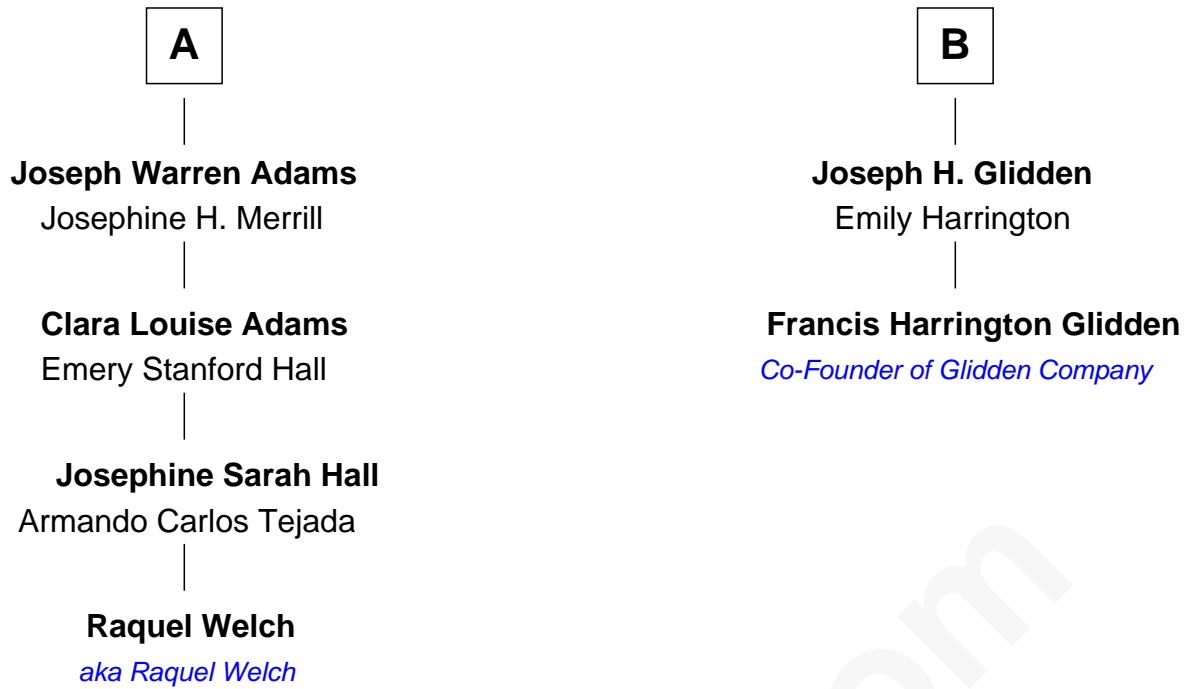 A
Joseph Warren Adams
Josephine H. Merrill
Clara Louise Adams
Emery Stanford Hall
Josephine Sarah Hall
Armando Carlos Tejada
Raquel Welch
aka Raquel Welch
B
Joseph H. Glidden
Emily Harrington
Francis Harrington Glidden
Co-Founder of Glidden Company
om